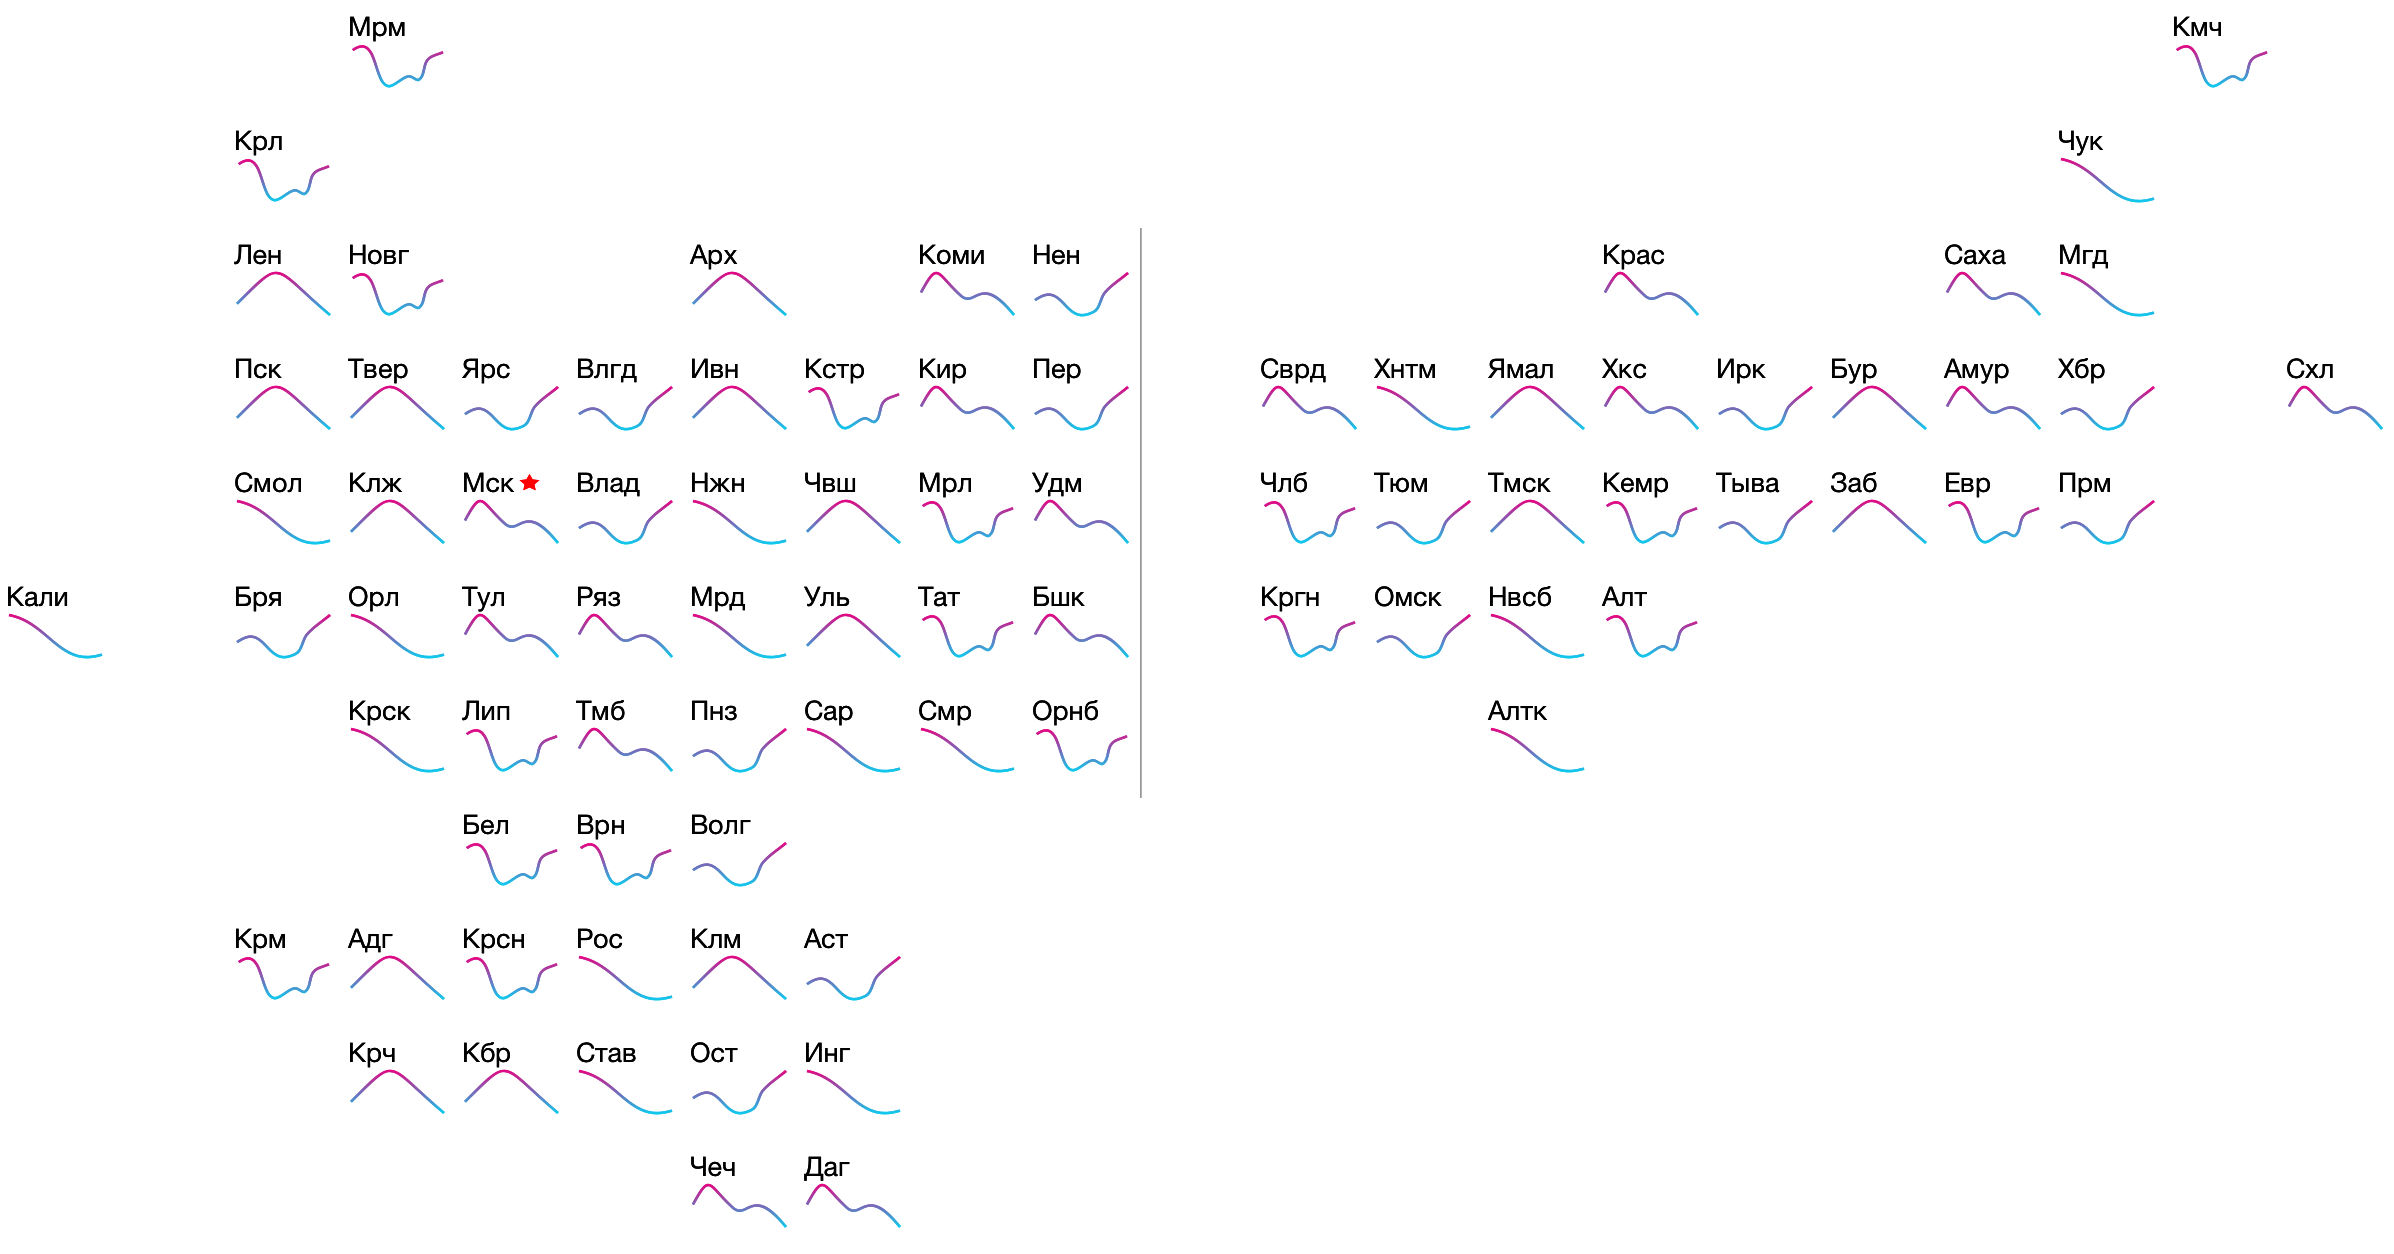 Мрм Кмч
Крл Чук
Лен Новг Арх Коми Нен Крас Саха Мгд
Пск Твер Ярс Влгд Ивн Кстр Кир Пер Сврд Хнтм Ямал Хкс Ирк Бур Амур Хбр Схл
Смол Клж Мск Влад Нжн Чвш Мрл Удм Члб Тюм Тмск Кемр Тыва Заб Евр Прм
Кали Бря Орл Тул Ряз Мрд Уль Тат Бшк Кргн Омск Нвсб Алт
Крск Лип Тмб Пнз Сар Смр Орнб Алтк
Бел Врн Волг
Крм Адг Крсн Рос Клм Аст
Крч Кбр Став Ост Инг
Чеч Даг